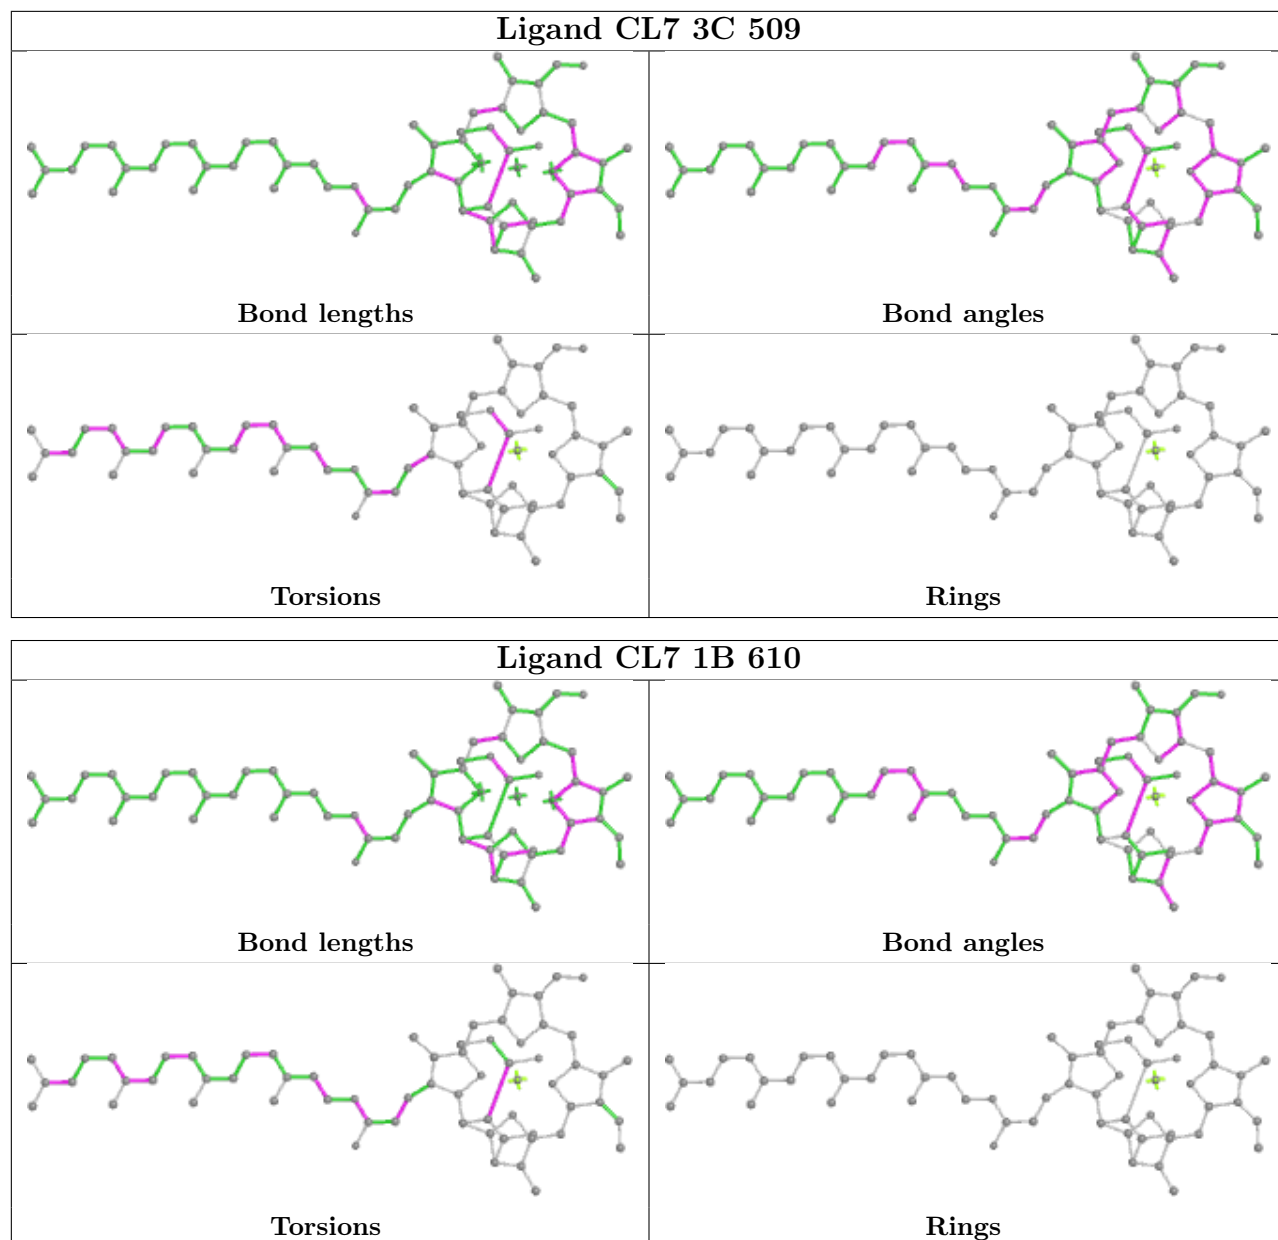 Ligand CL7 3C 509
Bond lengths
Bond angles
Torsions
Rings
Ligand CL7 1B 610
Bond lengths
Bond angles
Torsions
Rings